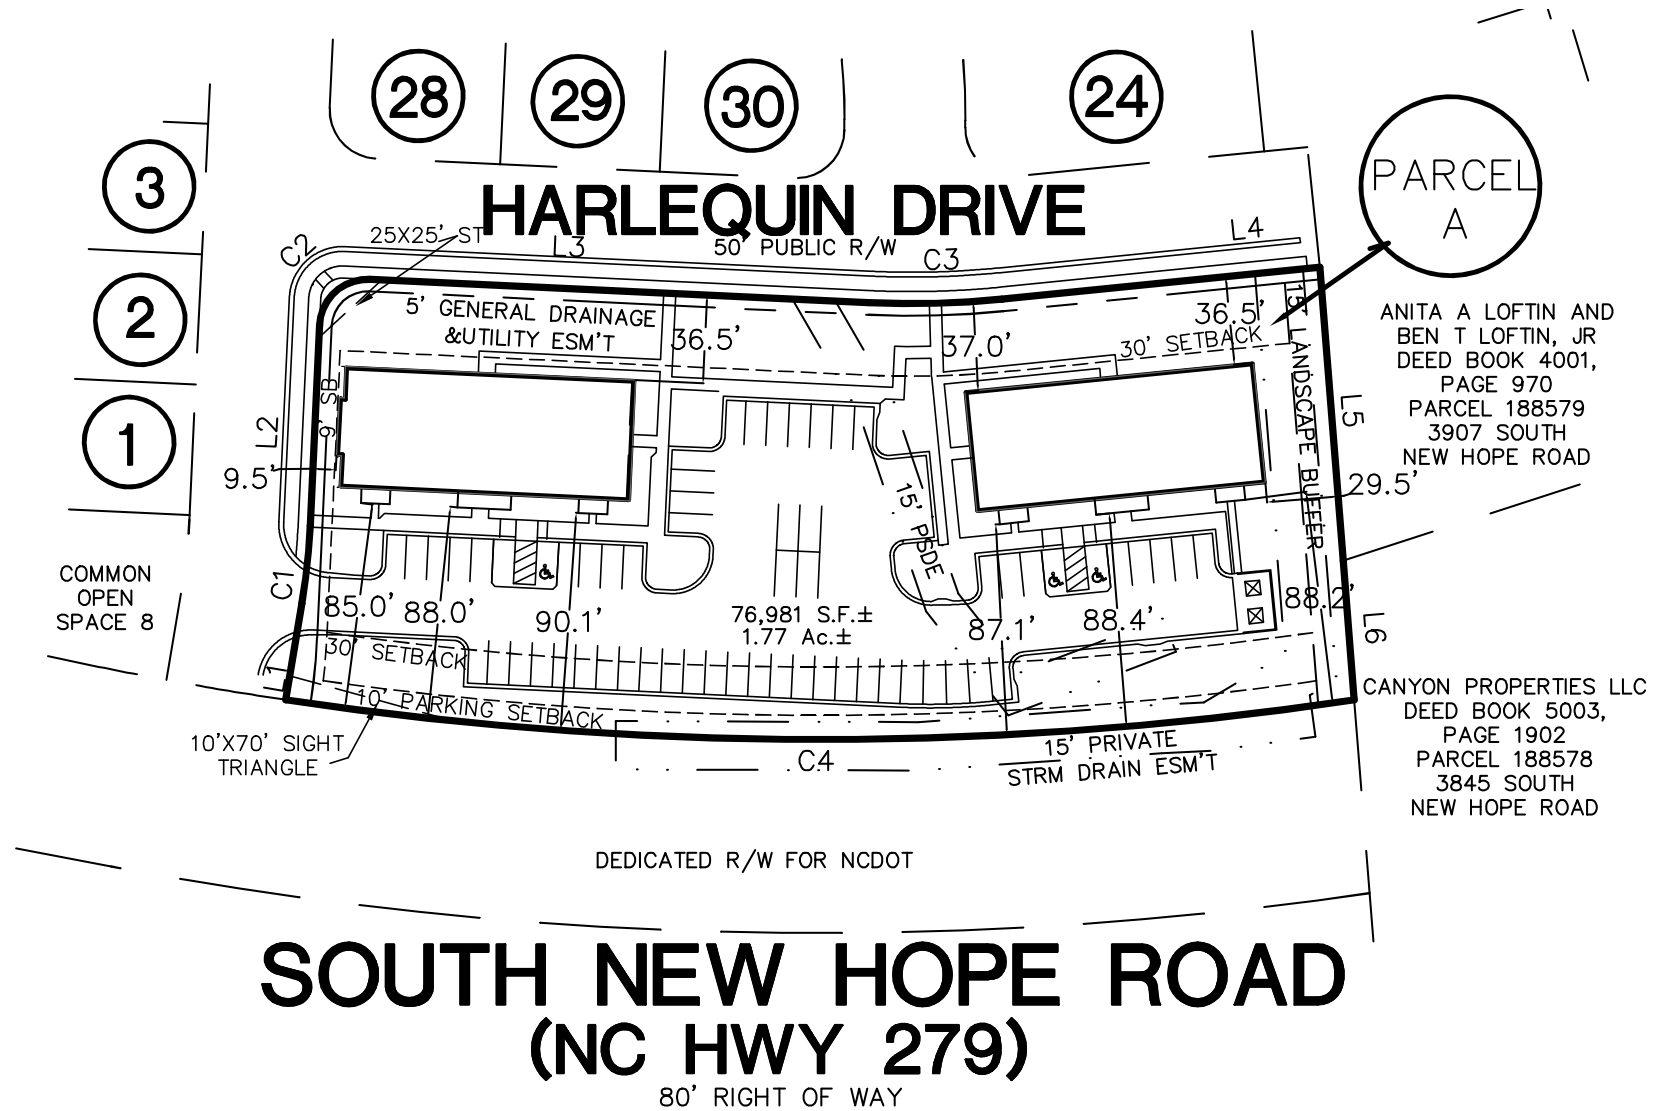 28
29
30
24
3
PARCEL
A
HARLEQUIN DRIVE
50' PUBLIC R/W
25X25' ST
C2
L3
C3
L4
2
5' GENERAL DRAINAGE
&UTILITY ESM'T
36.5'
37.0'
36.5'
30' SETBACK
15' LANDSCAPE BUFFER
ANITA A LOFTIN AND
BEN T LOFTIN, JR
DEED BOOK 4001,
PAGE 970
PARCEL 188579
3907 SOUTH
NEW HOPE ROAD
9' SB
1
L2
L5
9.5'
29.5'
15' PSDE
COMMON
OPEN
SPACE 8
C1
85.0'
88.0'
90.1'
76,981 S.F.±
1.77 Ac.±
87.1'
88.4'
88.2'
L6
30' SETBACK
L1
10' PARKING SETBACK
CANYON PROPERTIES LLC
DEED BOOK 5003,
PAGE 1902
PARCEL 188578
3845 SOUTH
NEW HOPE ROAD
10'X70' SIGHT
TRIANGLE
C4
15' PRIVATE
STRM DRAIN ESM'T
DEDICATED R/W FOR NCDOT
SOUTH NEW HOPE ROAD
(NC HWY 279)
80' RIGHT OF WAY